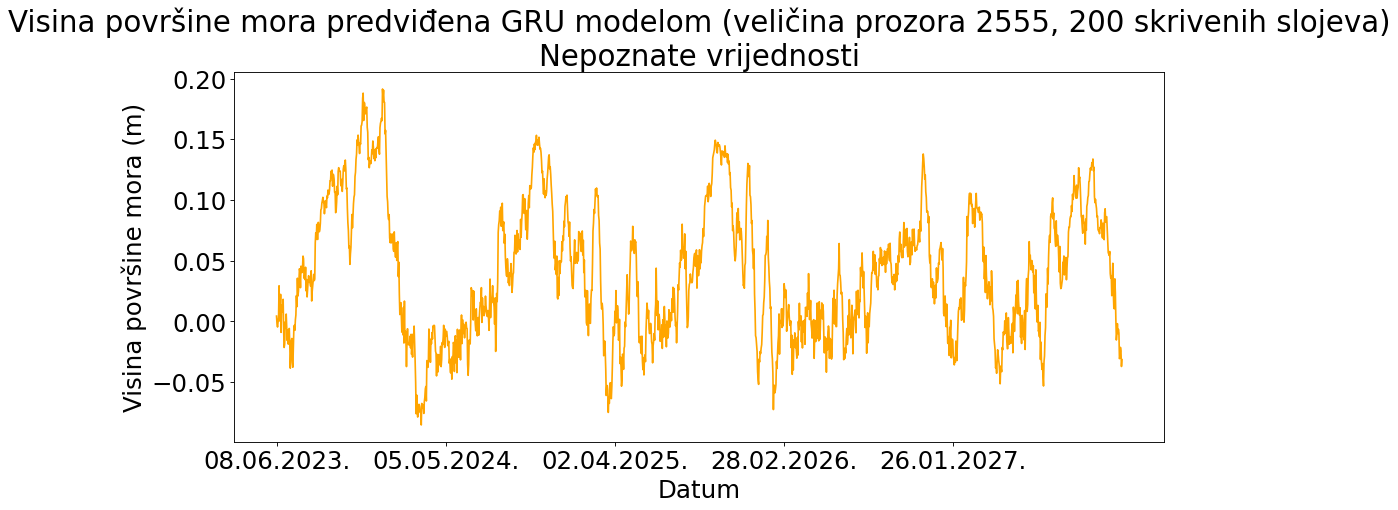 Visina površine mora predviđena GRU modelom (veličina prozora 2555, 200 skrivenih slojeva)
Nepoznate vrijednosti
Visina površine mora (m)
0.20
0.15
0.10
0.05
0.00
−0.05
08.06.2023. 05.05.2024. 02.04.2025. 28.02.2026. 26.01.2027.
Datum